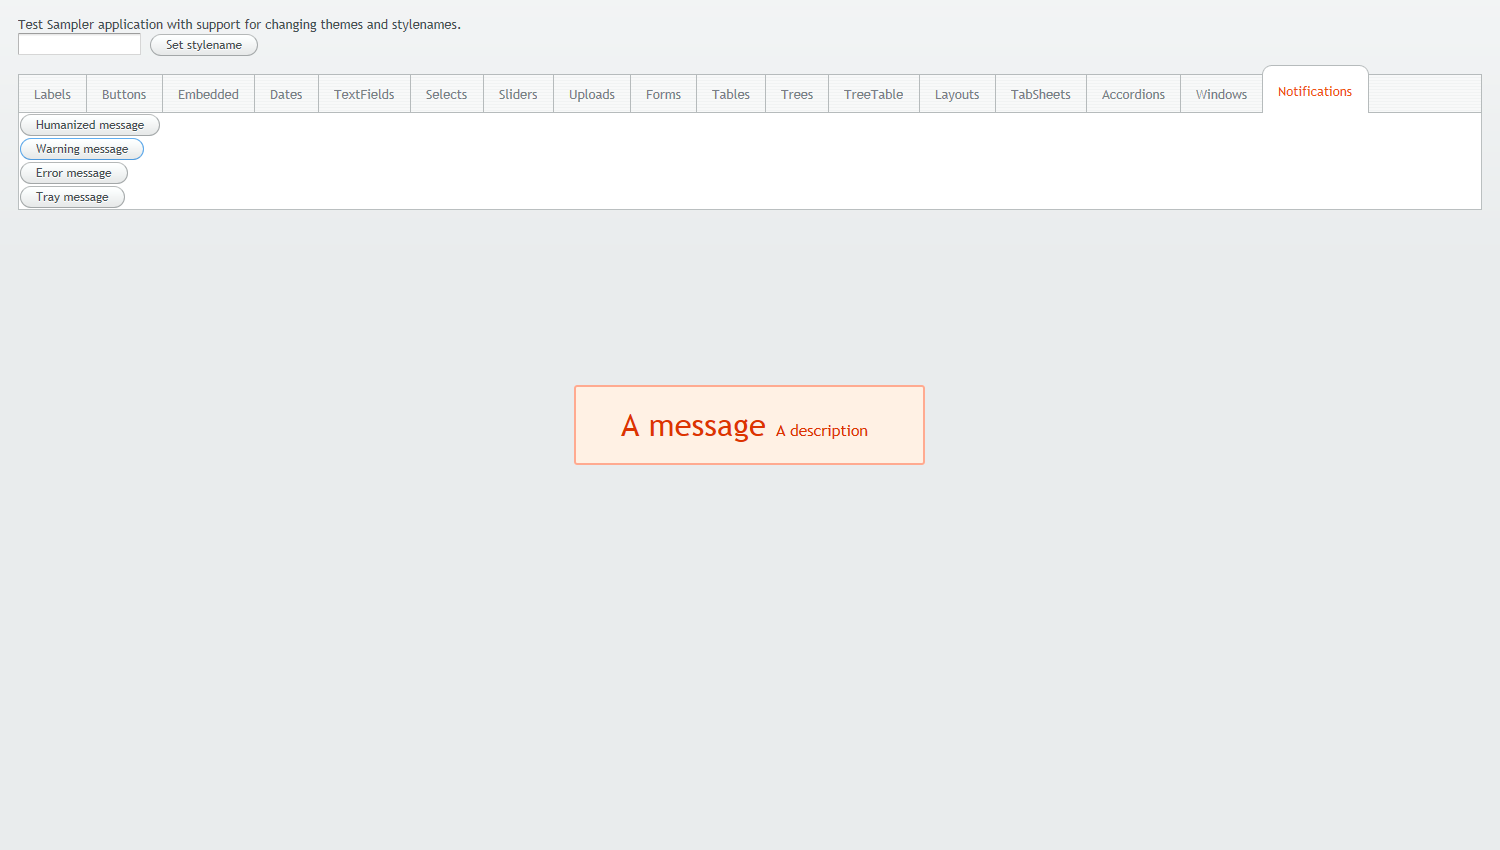 Test Sampler application with support for changing themes and stylenames.
Set stylename
Labels Buttons Embedded Dates TextFields Selects Sliders Uploads Forms Tables Trees TreeTable Layouts TabSheets Accordions Windows Notifications
Humanized message
Warning message
Error message
Tray message
A message A description